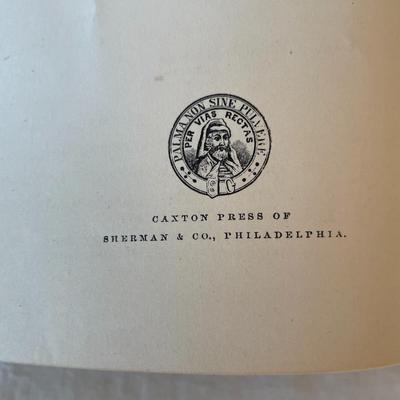 PALMA NON SINE PULVERE
PER VIAS RECTAS
CAXTON PRESS OF
SHERMAN & CO., PHILADELPHIA.